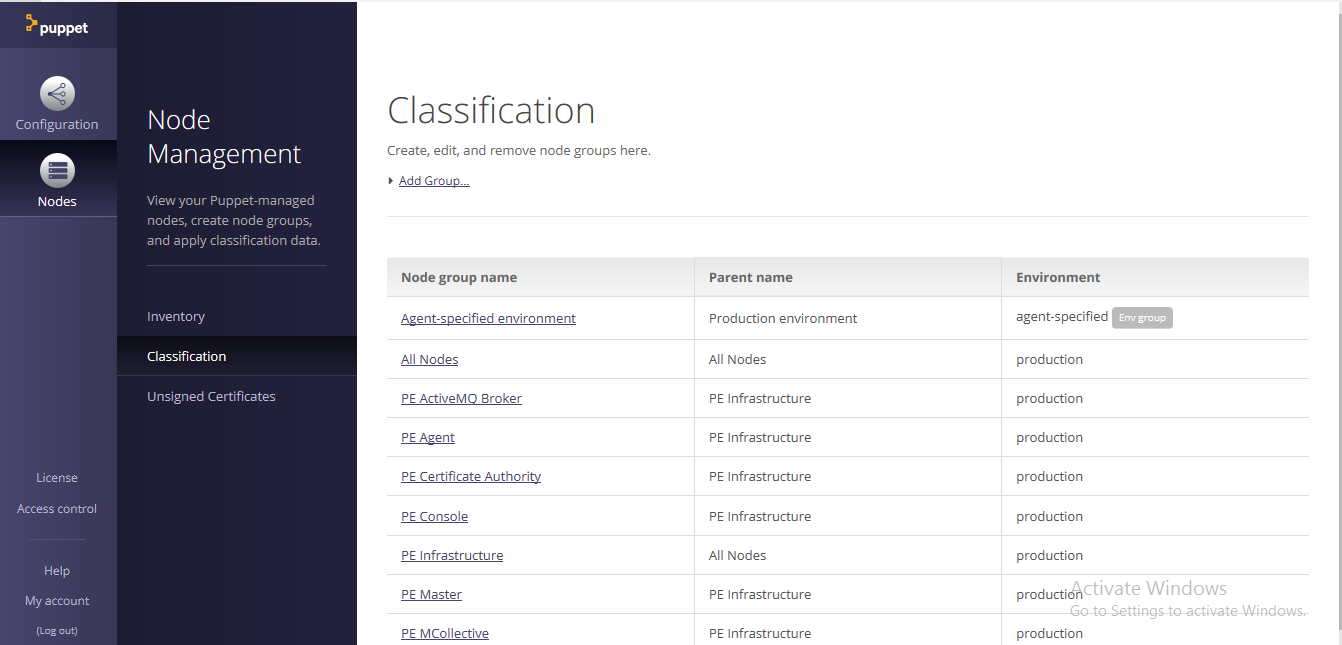 puppet
Configuration
Nodes
License
Access control
Help
My account
(Log out)
Node
Management
View your Puppet-managed
nodes, create node groups,
and apply classification data.
Inventory
Classification
Unsigned Certificates
Classification
Create, edit, and remove node groups here.
Add Group...
Node group name Parent name Environment
Agent-specified environment Production environment agent-specified Env group
All Nodes All Nodes production
PE ActiveMQ Broker PE Infrastructure production
PE Agent PE Infrastructure production
PE Certificate Authority PE Infrastructure production
PE Console PE Infrastructure production
PE Infrastructure All Nodes production
PE Master PE Infrastructure production
PE MCollective PE Infrastructure production
Activate Windows
Go to Settings to activate Windows.